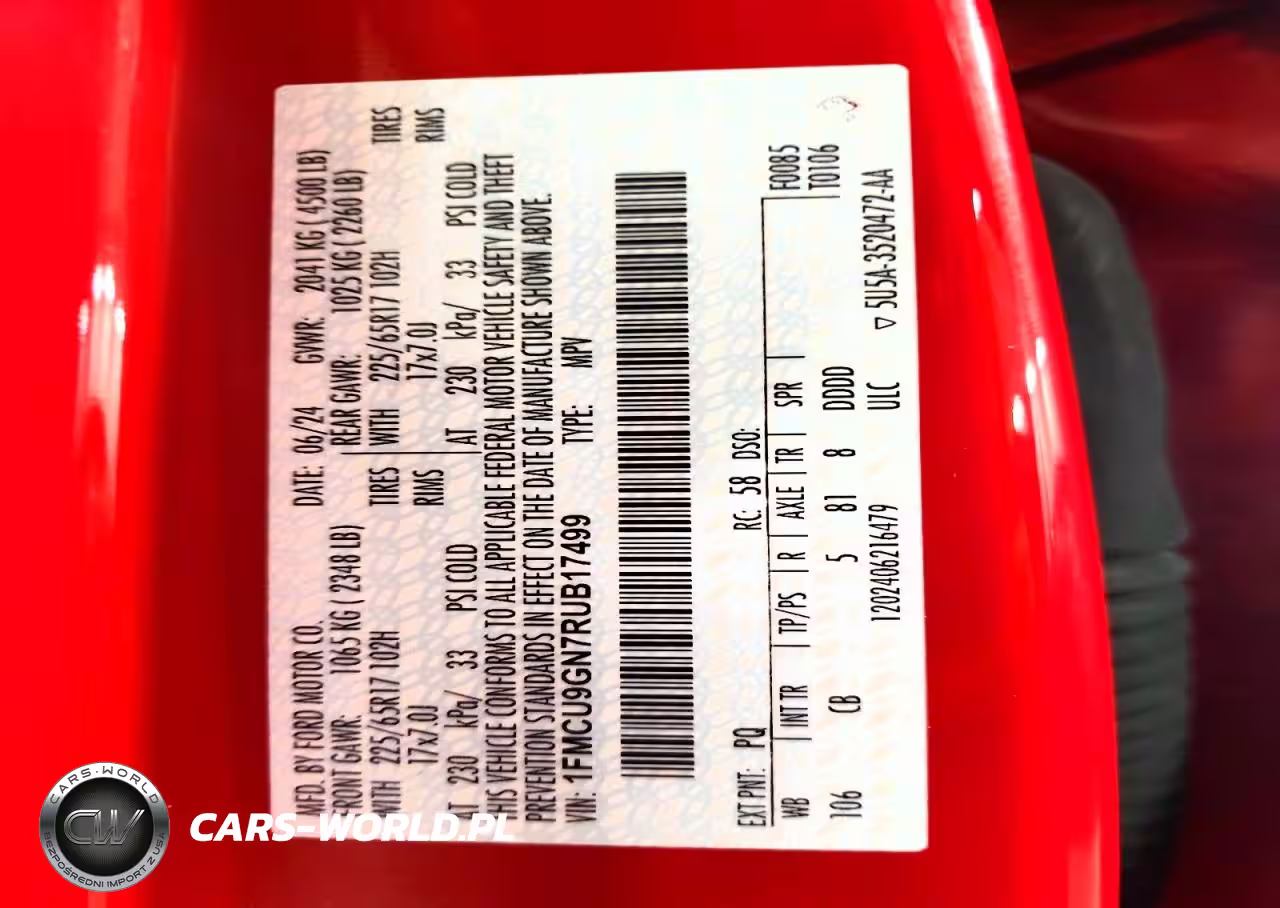 MFD. BY FORD MOTOR CO.
DATE: 06/24 GVWR: 2041 KG ( 4500 LB)
FRONT GAWR: 1065 KG ( 2348 LB)
REAR GAWR: 1025 KG ( 2260 LB)
WITH 225/65R17 102H TIRES
WITH 225/65R17 102H TIRES
17x7.0J RIMS
17x7.0J RIMS
AT 230 kPa/ 33 PSI COLD
AT 230 kPa/ 33 PSI COLD
THIS VEHICLE CONFORMS TO ALL APPLICABLE FEDERAL MOTOR VEHICLE SAFETY AND THEFT
PREVENTION STANDARDS IN EFFECT ON THE DATE OF MANUFACTURE SHOWN ABOVE.
VIN: 1FMCU9GN7RUB17499 TYPE: MPV
EXT PNT: PQ RC: 58 DSO:
WB INT TR TP/PS R AXLE TR SPR F0085
106 CB 5 81 8 DDDD T0106
1202406216479 ULC ▽ 5U5A-3520472-AA
CARS-WORLD
CW
BEZPOŚREDNI IMPORT Z USA
CARS-WORLD.PL